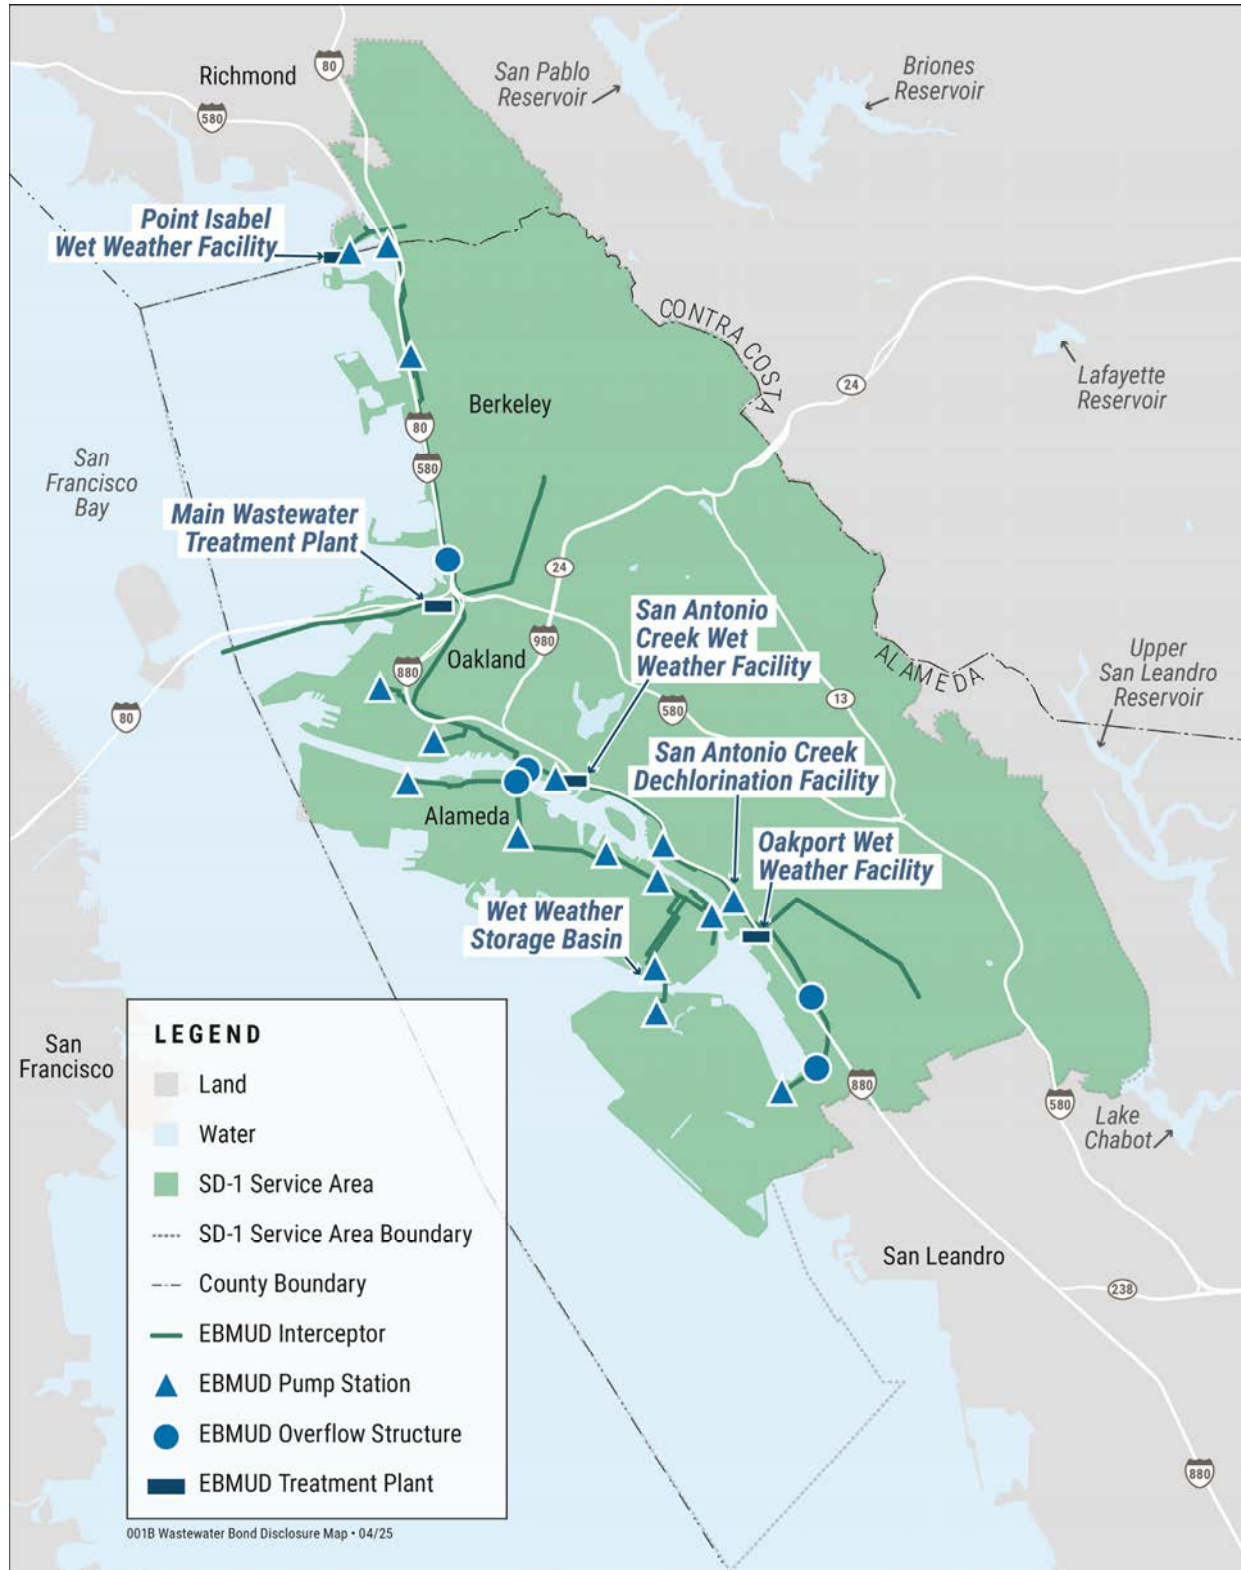 80
Richmond
580
San Pablo
Reservoir
Briones
Reservoir
Point Isabel
Wet Weather Facility
CONTRA COSTA
24
Lafayette
Reservoir
Berkeley
80
580
San
Francisco
Bay
Main Wastewater
Treatment Plant
24
San Antonio
Creek Wet
Weather Facility
980
Oakland
880
ALAMEDA
Upper
San Leandro
Reservoir
80
580
13
San Antonio Creek
Dechlorination Facility
Alameda
Oakport Wet
Weather Facility
Wet Weather
Storage Basin
San
Francisco
LEGEND
Land
Water
SD-1 Service Area
SD-1 Service Area Boundary
County Boundary
EBMUD Interceptor
EBMUD Pump Station
EBMUD Overflow Structure
EBMUD Treatment Plant
880
580
Lake
Chabot
San Leandro
238
880
001B Wastewater Bond Disclosure Map • 04/25